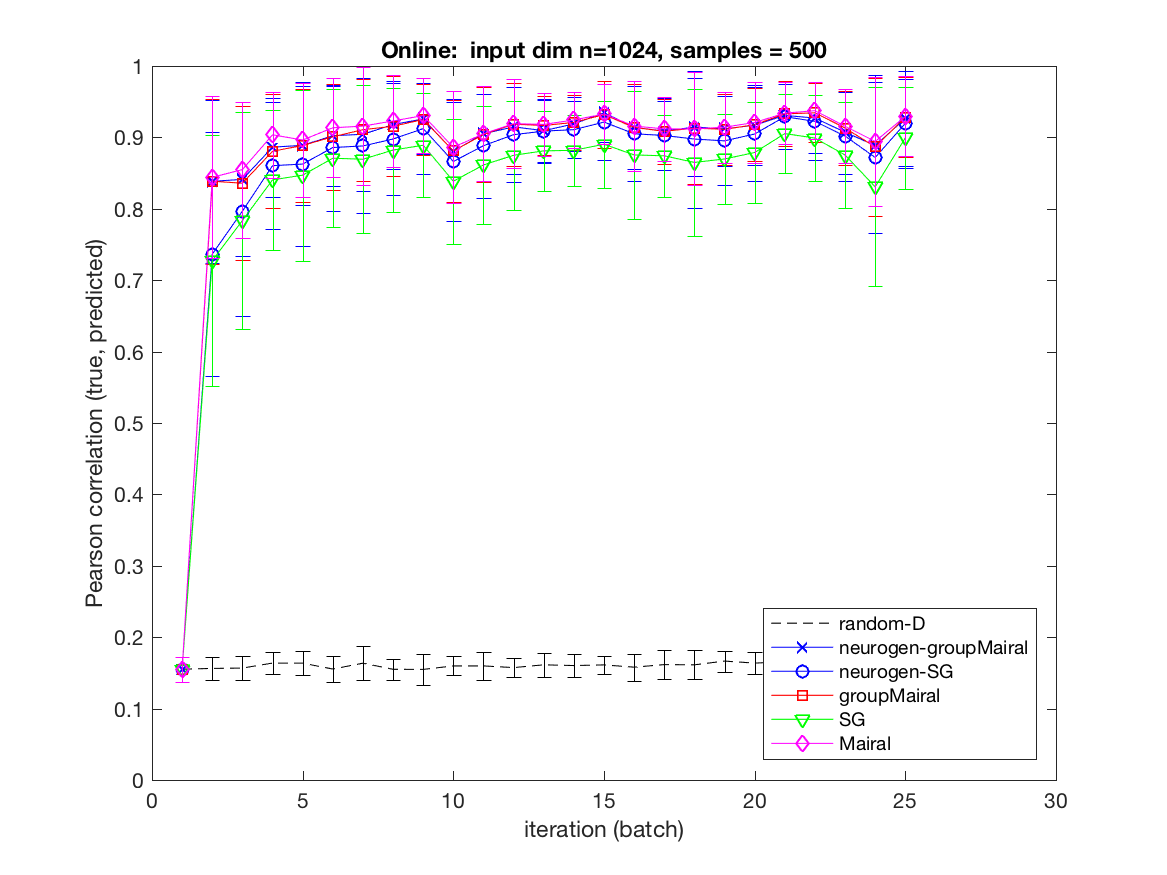 Online:  input dim n=1024, samples = 500
Pearson correlation (true, predicted)
1
0.9
0.8
0.7
0.6
0.5
0.4
0.3
0.2
0.1
0
0
5
10
15
20
25
30
iteration (batch)
random-D
neurogen-groupMairal
neurogen-SG
groupMairal
SG
Mairal